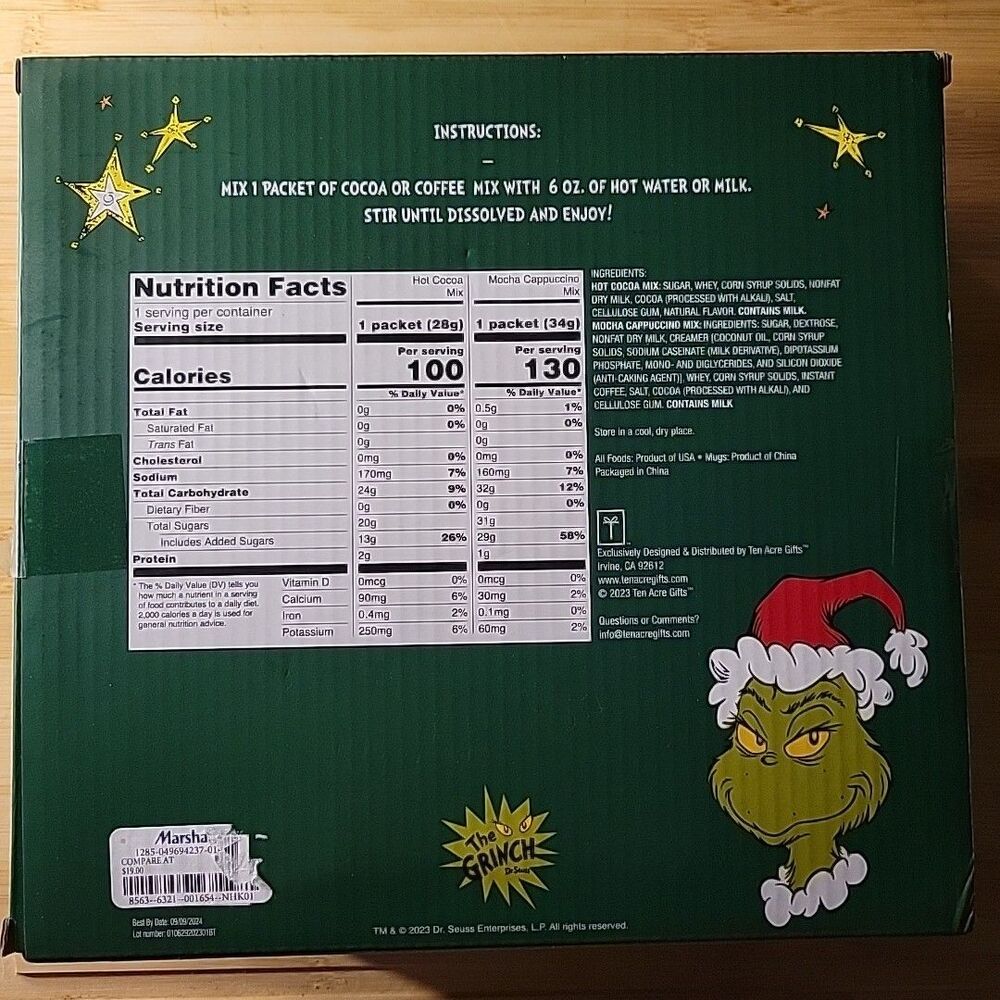 INSTRUCTIONS:
–
MIX 1 PACKET OF COCOA OR COFFEE MIX WITH 6 OZ. OF HOT WATER OR MILK.
STIR UNTIL DISSOLVED AND ENJOY!
Nutrition Facts Hot Cocoa Mix Mocha Cappuccino Mix
1 serving per container
Serving size 1 packet (28g) 1 packet (34g)
Per serving Per serving
Calories 100 130
% Daily Value* % Daily Value*
Total Fat 0g 0% 0.5g 1%
Saturated Fat 0g 0% 0g 0%
Trans Fat 0g 0g
Cholesterol 0mg 0% 0mg 0%
Sodium 170mg 7% 160mg 7%
Total Carbohydrate 24g 9% 32g 12%
Dietary Fiber 0g 0% 0g 0%
Total Sugars 20g 31g
Includes Added Sugars 13g 26% 29g 58%
Protein 2g 1g
Vitamin D 0mcg 0% 0mcg 0%
Calcium 90mg 6% 30mg 2%
Iron 0.4mg 2% 0.1mg 0%
Potassium 250mg 6% 60mg 2%
* The % Daily Value (DV) tells you
how much a nutrient in a serving
of food contributes to a daily diet.
2,000 calories a day is used for
general nutrition advice.
INGREDIENTS:
HOT COCOA MIX: SUGAR, WHEY, CORN SYRUP SOLIDS, NONFAT
DRY MILK, COCOA (PROCESSED WITH ALKALI), SALT,
CELLULOSE GUM, NATURAL FLAVOR. CONTAINS MILK.
MOCHA CAPPUCCINO MIX: INGREDIENTS: SUGAR, DEXTROSE,
NONFAT DRY MILK, CREAMER [COCONUT OIL, CORN SYRUP
SOLIDS, SODIUM CASEINATE (MILK DERIVATIVE), DIPOTASSIUM
PHOSPHATE, MONO- AND DIGLYCERIDES, AND SILICON DIOXIDE
(ANTI-CAKING AGENT)], WHEY, CORN SYRUP SOLIDS, INSTANT
COFFEE, SALT, COCOA (PROCESSED WITH ALKALI), AND
CELLULOSE GUM. CONTAINS MILK
Store in a cool, dry place.
All Foods: Product of USA • Mugs: Product of China
Packaged in China
Exclusively Designed & Distributed by Ten Acre Gifts™
Irvine, CA 92612
www.tenacregifts.com
© 2023 Ten Acre Gifts™
Questions or Comments?
info@tenacregifts.com
Marsha
1285-049694237-01-
COMPARE AT
$19.00
8563--6321--001654--NHK01
Best By Date: 09/09/2024
Lot number: 010629202301BT
The
GRINCH
Dr. Seuss
TM & © 2023 Dr. Seuss Enterprises, L.P. All rights reserved.